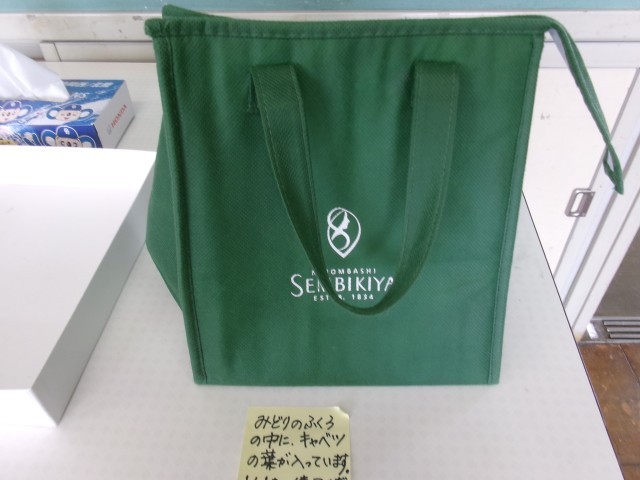 NIHOMBASHI
SEMBIKIYA
ESTD. 1834
HONDA
みどりのふくろ
の中に、キャベツ
の葉が入っています。